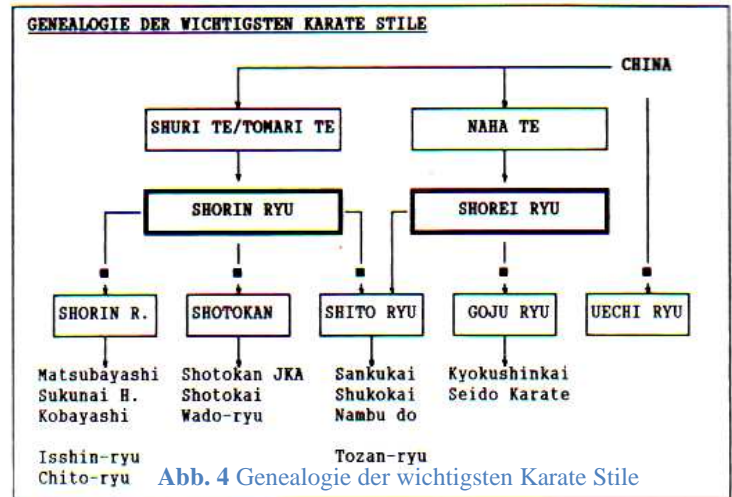 GENEALOGIE DER WICHTIGSTEN KARATE STILE
CHINA
SHURI TE/TOMARI TE
NAHA TE
SHORIN RYU
SHOREI RYU
SHORIN R.
SHOTOKAN
SHITO RYU
GOJU RYU
UECHI RYU
Matsubayashi
Sukunai H.
Kobayashi
Isshin-ryu
Chito-ryu
Shotokan JKA
Shotokai
Wado-ryu
Sankukai
Shukokai
Nambu do
Tozan-ryu
Kyokushinkai
Seido Karate
Abb. 4 Genealogie der wichtigsten Karate Stile